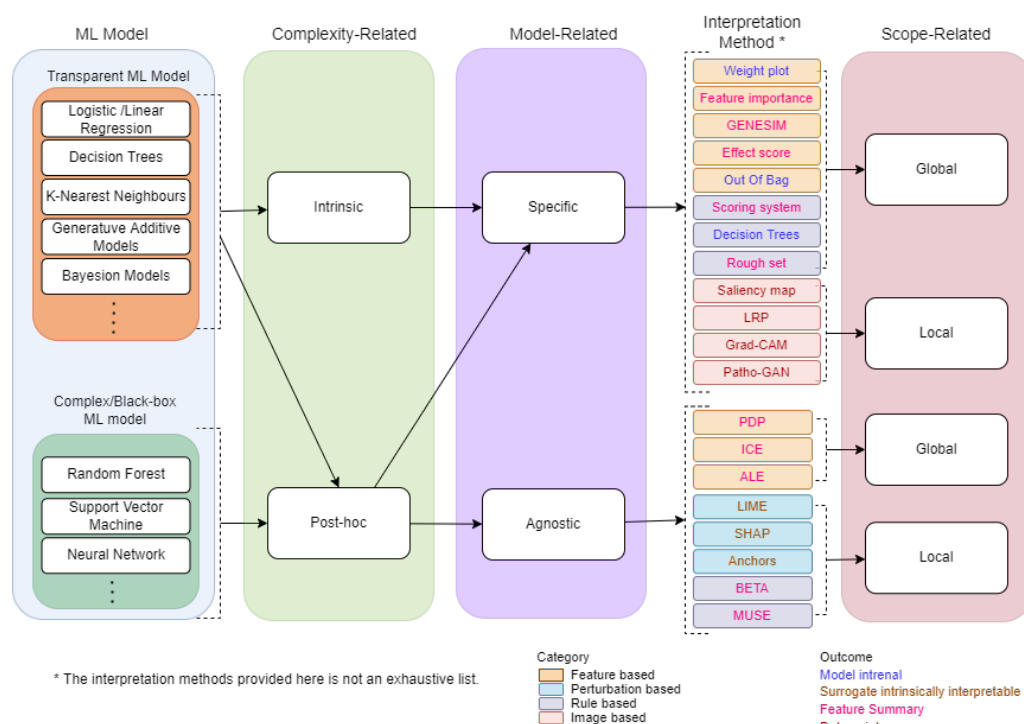 ML Model
Complexity-Related
Model-Related
Interpretation
Method *
Scope-Related
Transparent ML Model
Logistic /Linear
Regression
Decision Trees
K-Nearest Neighbours
Generatuve Additive
Models
Bayesion Models
Complex/Black-box
ML model
Random Forest
Support Vector
Machine
Neural Network
Intrinsic
Post-hoc
Specific
Agnostic
Weight plot
Feature importance
GENESIM
Effect score
Out Of Bag
Scoring system
Decision Trees
Rough set
Saliency map
LRP
Grad-CAM
Patho-GAN
PDP
ICE
ALE
LIME
SHAP
Anchors
BETA
MUSE
Global
Local
Global
Local
* The interpretation methods provided here is not an exhaustive list.
Category
Feature based
Perturbation based
Rule based
Image based
Outcome
Model intrenal
Surrogate intrinsically interpretable
Feature Summary